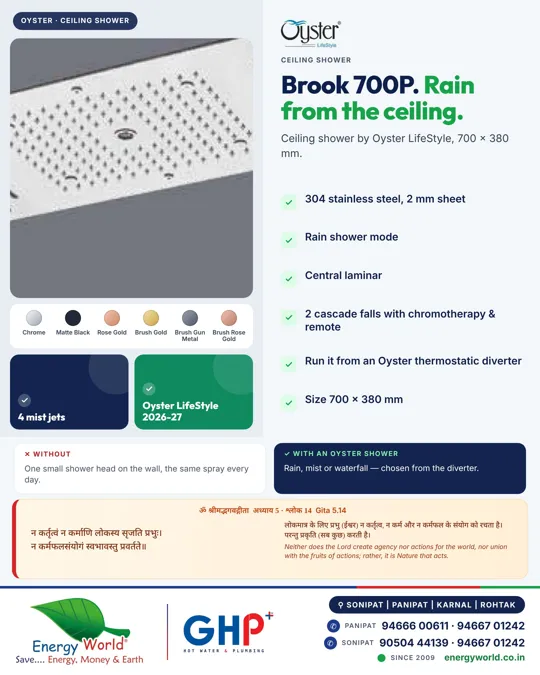 OYSTER · CEILING SHOWER
Oyster
LifeStyle
CEILING SHOWER
Brook 700P. Rain
from the ceiling.
Ceiling shower by Oyster LifeStyle, 700 × 380
mm.
304 stainless steel, 2 mm sheet
Rain shower mode
Central laminar
2 cascade falls with chromotherapy &
remote
Run it from an Oyster thermostatic diverter
Size 700 × 380 mm
Chrome
Matte Black
Rose Gold
Brush Gold
Brush Gun
Metal
Brush Rose
Gold
4 mist jets
Oyster LifeStyle
2026-27
✕ WITHOUT
One small shower head on the wall, the same spray every
day.
✓ WITH AN OYSTER SHOWER
Rain, mist or waterfall — chosen from the diverter.
ॐ श्रीमद्भगवद्गीता अध्याय 5 · श्लोक 14 Gita 5.14
न कर्तृत्वं न कर्माणि लोकस्य सृजति प्रभुः।
न कर्मफलसंयोगं स्वभावस्तु प्रवर्तते॥
लोकमात्र के लिए प्रभु (ईश्वर) न कर्तृत्व, न कर्म और न कर्मफल के संयोग को रचता है।
परन्तु प्रकृति (सब कुछ) करती है।
Neither does the Lord create agency nor actions for the world, nor union
with the fruits of actions; rather, it is Nature that acts.
Energy World
Save.... Energy, Money & Earth
GHP+
HOT WATER & PLUMBING
SONIPAT | PANIPAT | KARNAL | ROHTAK
PANIPAT 94666 00611 · 94667 01242
SONIPAT 90504 44139 · 94667 01242
SINCE 2009 energyworld.co.in